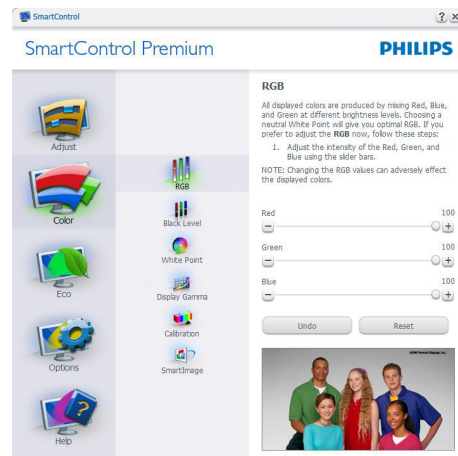 SmartControl
SmartControl Premium
PHILIPS
Adjust
Color
Eco
Options
Help
RGB
Black Level
White Point
Display Gamma
Calibration
SmartImage
RGB
All displayed colors are produced by mixing Red, Blue,
and Green at different brightness levels. Choosing a
neutral White Point will give you optimal RGB. If you
prefer to adjust the RGB now, follow these steps:
1. Adjust the intensity of the Red, Green, and
Blue using the slider bars.
NOTE: Changing the RGB values can adversely effect
the displayed colors.
Red 100
Green 100
Blue 100
Undo Reset